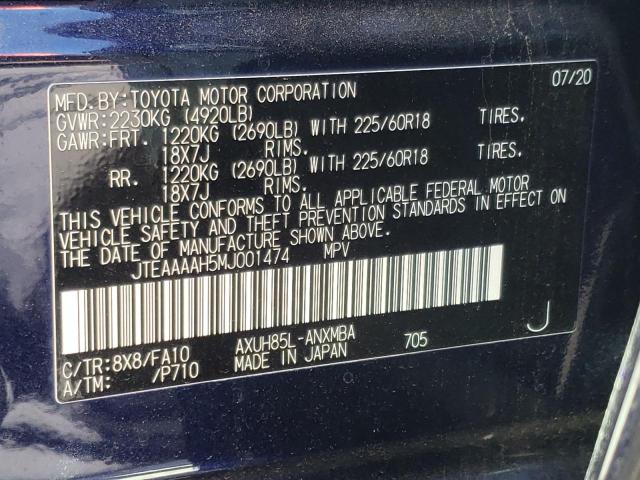 MFD.BY:TOYOTA MOTOR CORPORATION 07/20
GVWR:2230KG (4920LB)
GAWR:FRT. 1220KG (2690LB) WITH 225/60R18 TIRES.
18X7J RIMS.
RR. 1220KG (2690LB) WITH 225/60R18 TIRES.
18X7J RIMS.
THIS VEHICLE CONFORMS TO ALL APPLICABLE FEDERAL MOTOR
VEHICLE SAFETY AND THEFT PREVENTION STANDARDS IN EFFECT ON
THE DATE OF MANUFACTURE SHOWN ABOVE.
JTEAAAAH5MJ001474 MPV
C/TR:8X8/FA10 AXUH85L-ANXMBA 705 J
A/TM: /P710 MADE IN JAPAN